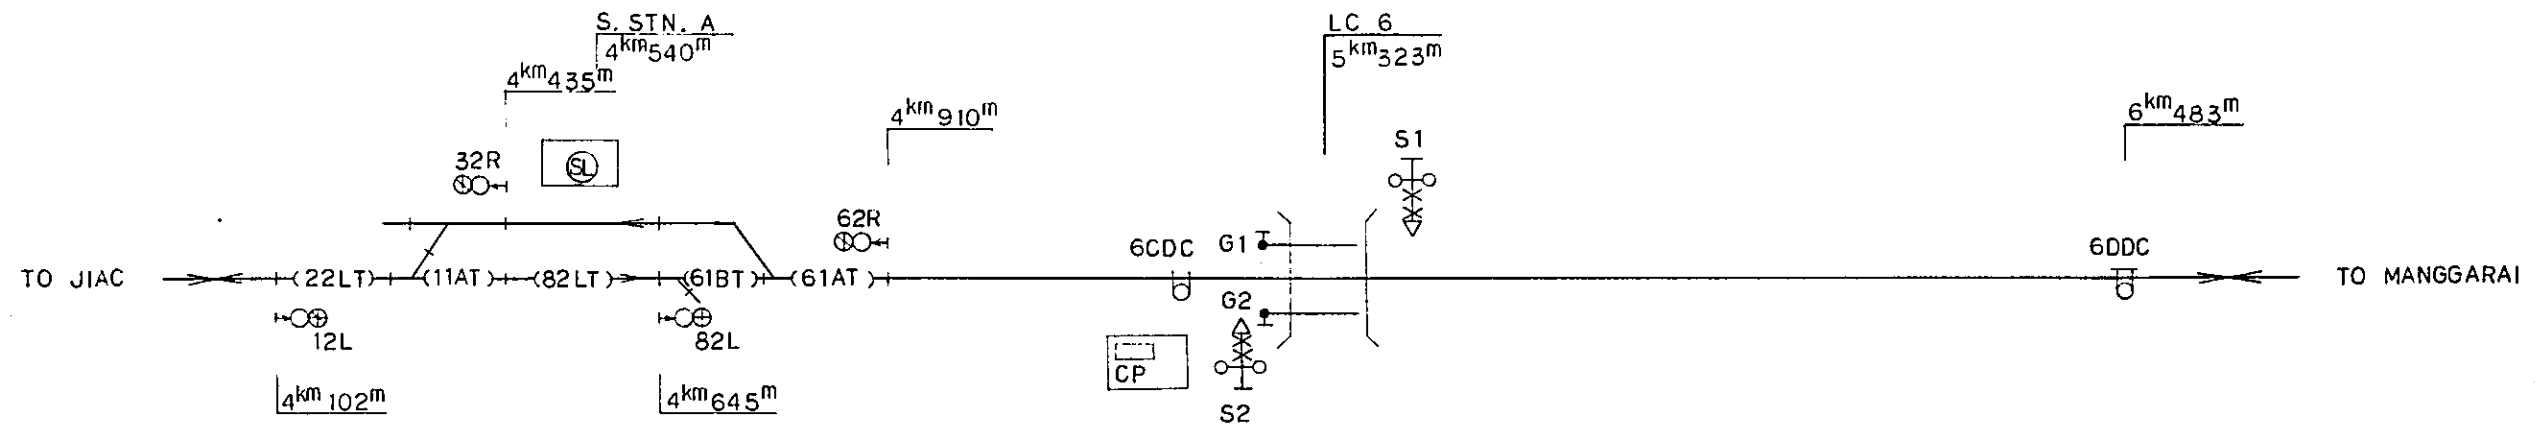 S. STN. A
4km540m
LC 6
5km323m
4km435m
4km910m
6km483m
S1
32R
SL
62R
6CDC
G1
6DDC
TO JIAC
(22LT)
(11AT)
(82LT)
(61BT)
(61AT)
TO MANGGARAI
G2
12L
82L
CP
4km102m
4km645m
S2